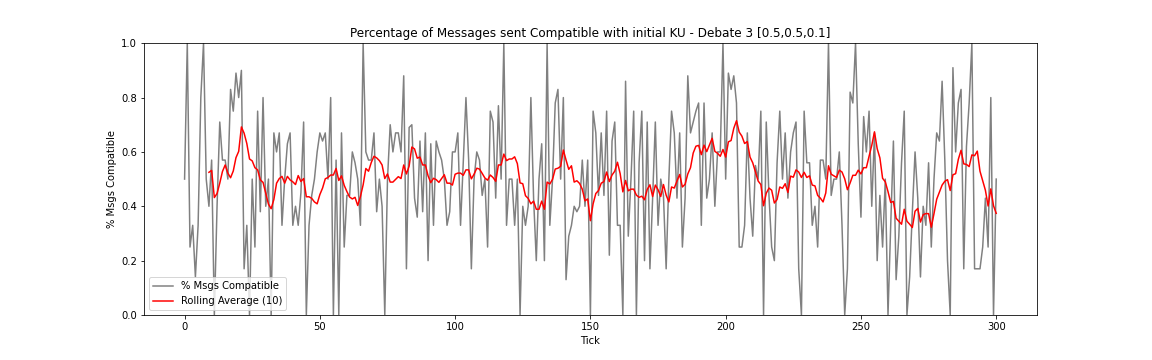 Percentage of Messages sent Compatible with initial KU - Debate 3 [0.5,0.5,0.1]
1.0
0.8
0.6
0.4
0.2
0.0
% Msgs Compatible
% Msgs Compatible
Rolling Average (10)
0 50 100 150 200 250 300
Tick